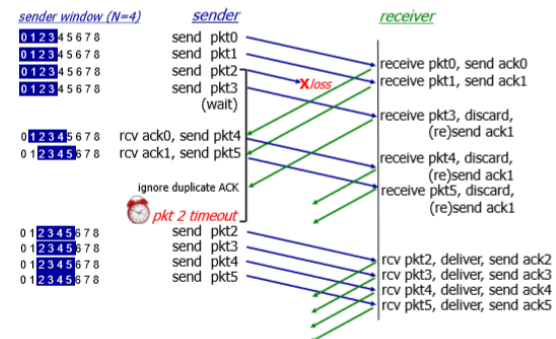 sender window (N=4) sender receiver
0 1 2 3 4 5 6 7 8 send pkt0
0 1 2 3 4 5 6 7 8 send pkt1
0 1 2 3 4 5 6 7 8 send pkt2
0 1 2 3 4 5 6 7 8 send pkt3
(wait)
X loss
receive pkt0, send ack0
receive pkt1, send ack1
receive pkt3, discard,
(re)send ack1
0 1 2 3 4 5 6 7 8 rcv ack0, send pkt4
0 1 2 3 4 5 6 7 8 rcv ack1, send pkt5
receive pkt4, discard,
(re)send ack1
receive pkt5, discard,
(re)send ack1
ignore duplicate ACK
pkt 2 timeout
0 1 2 3 4 5 6 7 8 send pkt2
0 1 2 3 4 5 6 7 8 send pkt3
0 1 2 3 4 5 6 7 8 send pkt4
0 1 2 3 4 5 6 7 8 send pkt5
rcv pkt2, deliver, send ack2
rcv pkt3, deliver, send ack3
rcv pkt4, deliver, send ack4
rcv pkt5, deliver, send ack5